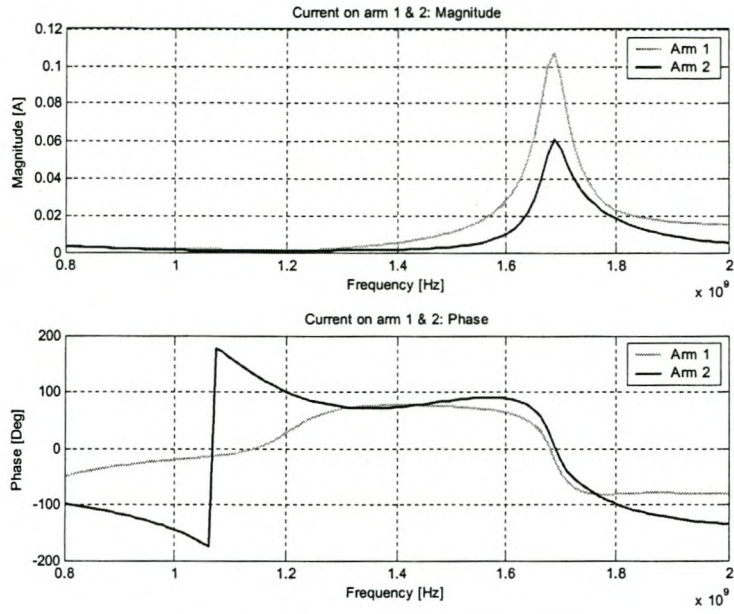 Current on arm 1 & 2: Magnitude
0.12
0.1
0.08
0.06
0.04
0.02
0
Magnitude [A]
Arm 1
Arm 2
0.8 1 1.2 1.4 1.6 1.8 2
Frequency [Hz]
x 10^9
Current on arm 1 & 2: Phase
200
100
0
-100
-200
Phase [Deg]
Arm 1
Arm 2
0.8 1 1.2 1.4 1.6 1.8 2
Frequency [Hz]
x 10^9